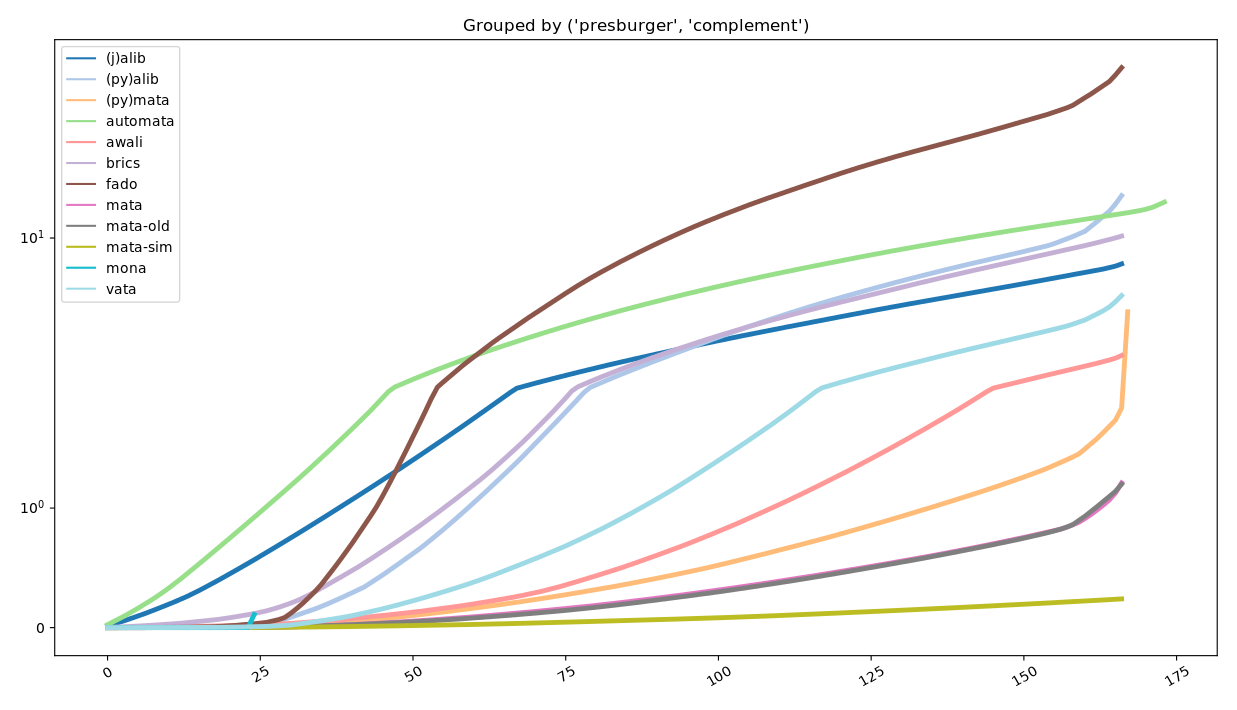 Grouped by ('presburger', 'complement')
(j)alib
(py)alib
(py)mata
automata
awali
brics
fado
mata
mata-old
mata-sim
mona
vata
10¹
10⁰
0
0
25
50
75
100
125
150
175